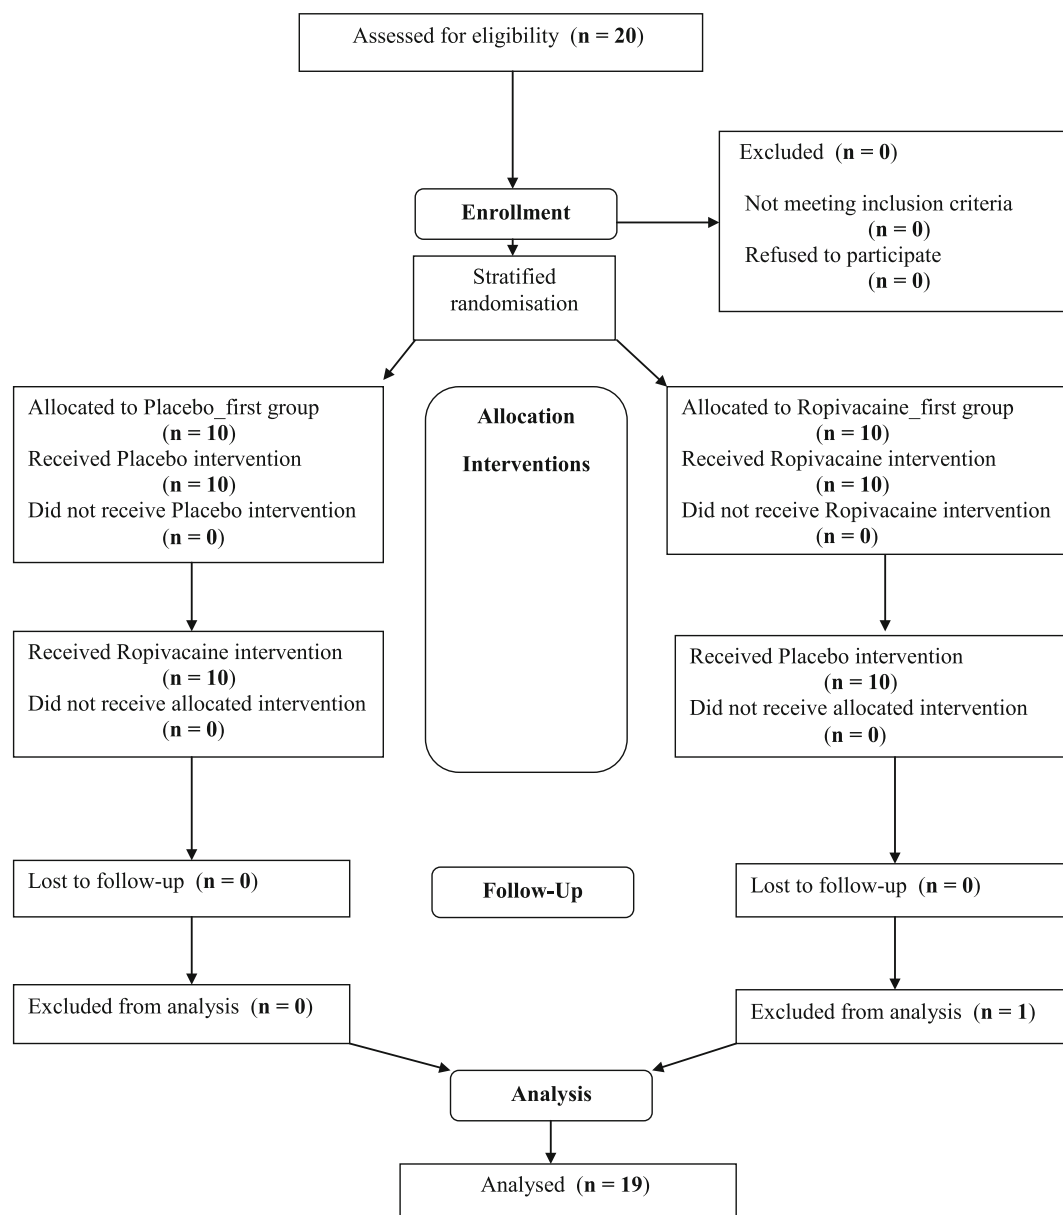 Assessed for eligibility (n = 20)
Excluded (n = 0)
Not meeting inclusion criteria
(n = 0)
Refused to participate
(n = 0)
Enrollment
Stratified
randomisation
Allocated to Placebo_first group
(n = 10)
Received Placebo intervention
(n = 10)
Did not receive Placebo intervention
(n = 0)
Allocation
Interventions
Allocated to Ropivacaine_first group
(n = 10)
Received Ropivacaine intervention
(n = 10)
Did not receive Ropivacaine intervention
(n = 0)
Received Ropivacaine intervention
(n = 10)
Did not receive allocated intervention
(n = 0)
Received Placebo intervention
(n = 10)
Did not receive allocated intervention
(n = 0)
Lost to follow-up (n = 0)
Follow-Up
Lost to follow-up (n = 0)
Excluded from analysis (n = 0)
Excluded from analysis (n = 1)
Analysis
Analysed (n = 19)